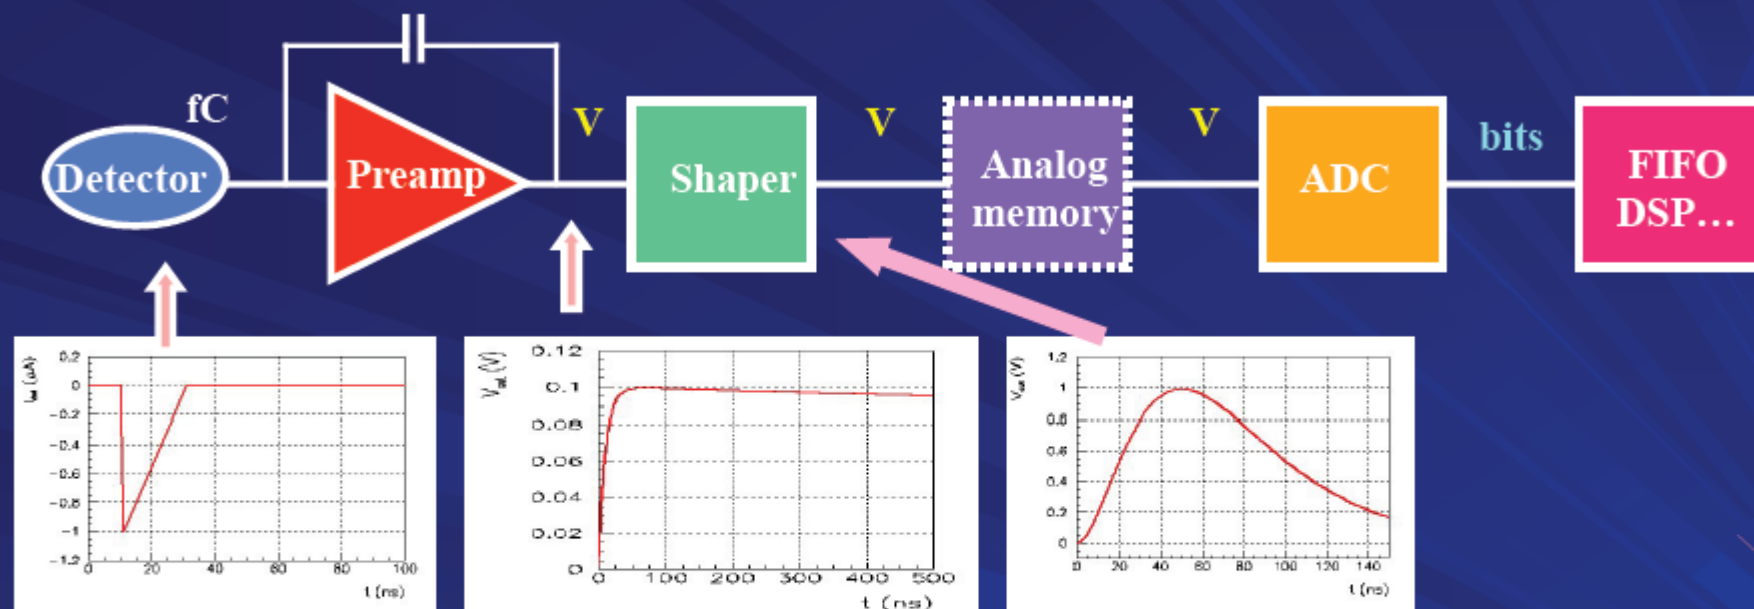 fC
V
V
V
bits
Detector
Preamp
Shaper
Analog
memory
ADC
FIFO
DSP...
0.2
0
-0.2
-0.4
-0.6
-0.8
-1
-1.2
0 20 40 60 80 100
t (ns)
0.12
0.1
0.08
0.06
0.04
0.02
0
0 100 200 300 400 500
t (ns)
1.2
1
0.8
0.6
0.4
0.2
0
0 20 40 60 80 100 120 140
t (ns)